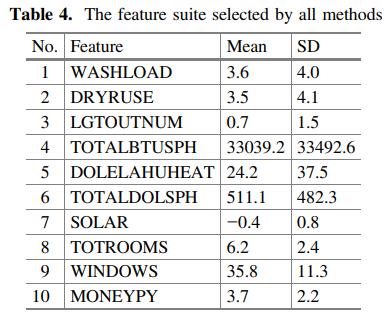 Table 4. The feature suite selected by all methods
No. Feature Mean SD
1 WASHLOAD 3.6 4.0
2 DRYRUSE 3.5 4.1
3 LGTOUTNUM 0.7 1.5
4 TOTALBTUSPH 33039.2 33492.6
5 DOLELAHUHEAT 24.2 37.5
6 TOTALDOLSPH 511.1 482.3
7 SOLAR −0.4 0.8
8 TOTROOMS 6.2 2.4
9 WINDOWS 35.8 11.3
10 MONEYPY 3.7 2.2